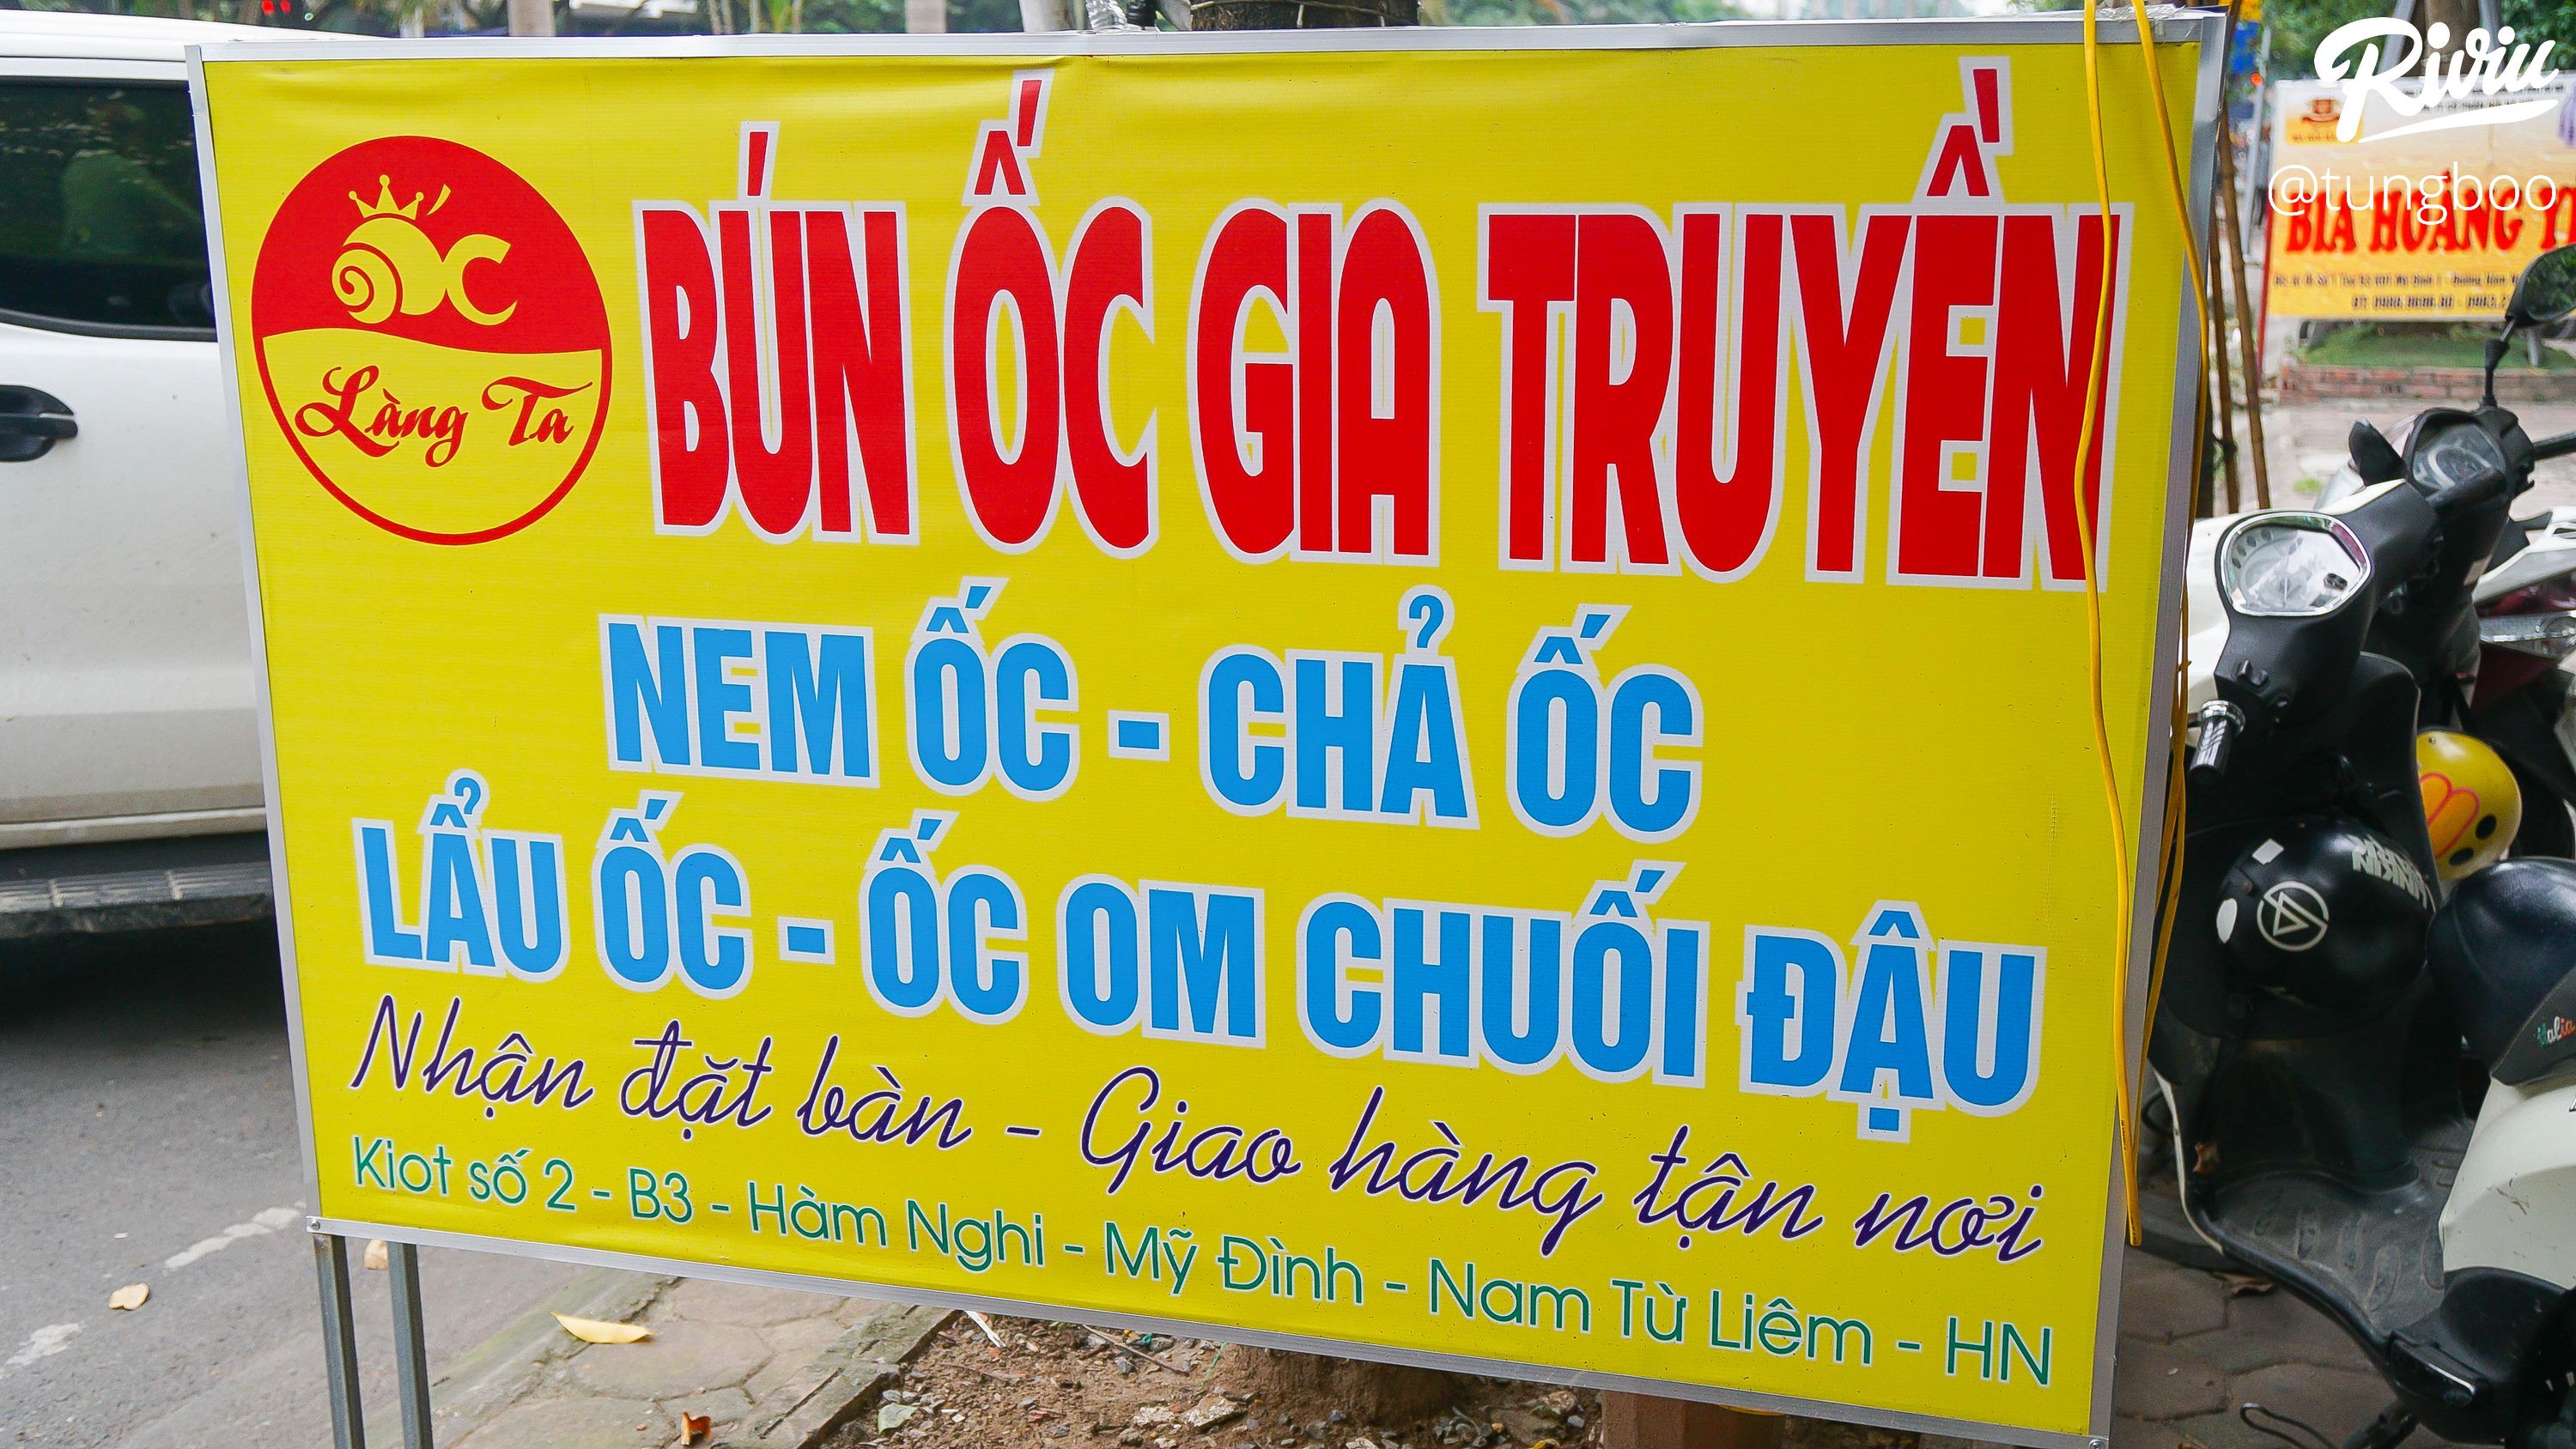 Riviu
@tungboo
ỐC
Làng Ta
BÚN ỐC GIA TRUYỀN
NEM ỐC - CHẢ ỐC
LẨU ỐC - ỐC OM CHUỐI ĐẬU
Nhận đặt bàn - Giao hàng tận nơi
Kiot số 2 - B3 - Hàm Nghi - Mỹ Đình - Nam Từ Liêm - HN
BIA HOÀNG